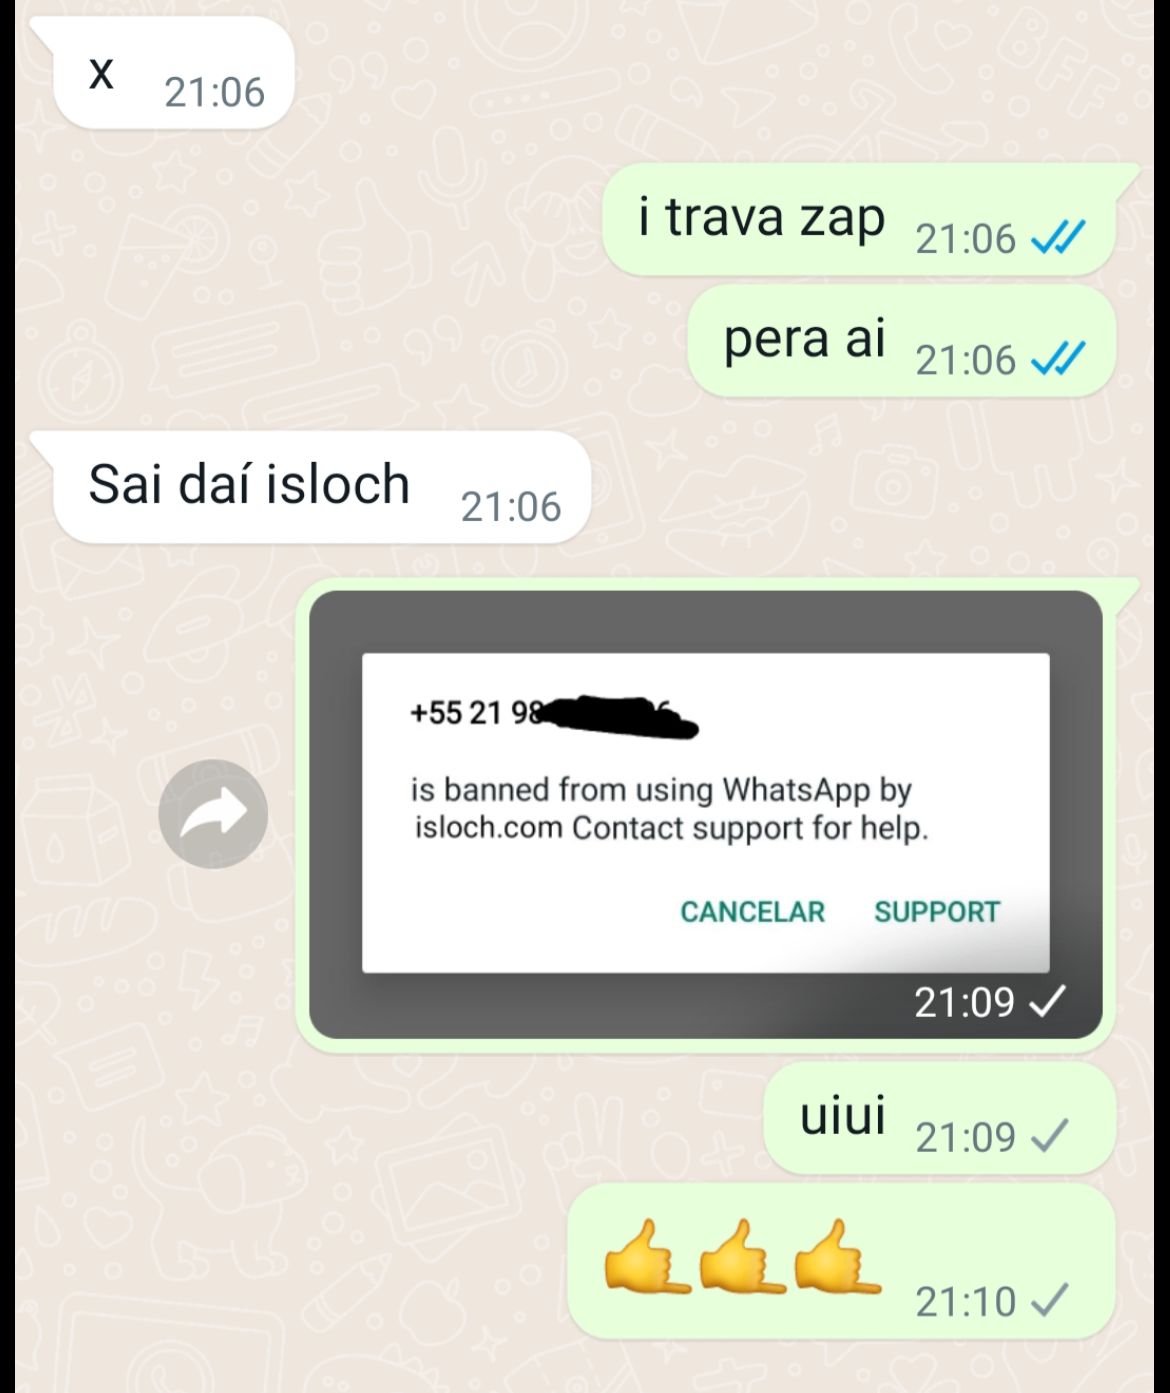 x 21:06
i trava zap 21:06
pera ai 21:06
Sai daí isloch 21:06
+55 21 98
is banned from using WhatsApp by
isloch.com Contact support for help.
CANCELAR SUPPORT
21:09
uiui 21:09
🤙🤙🤙 21:10